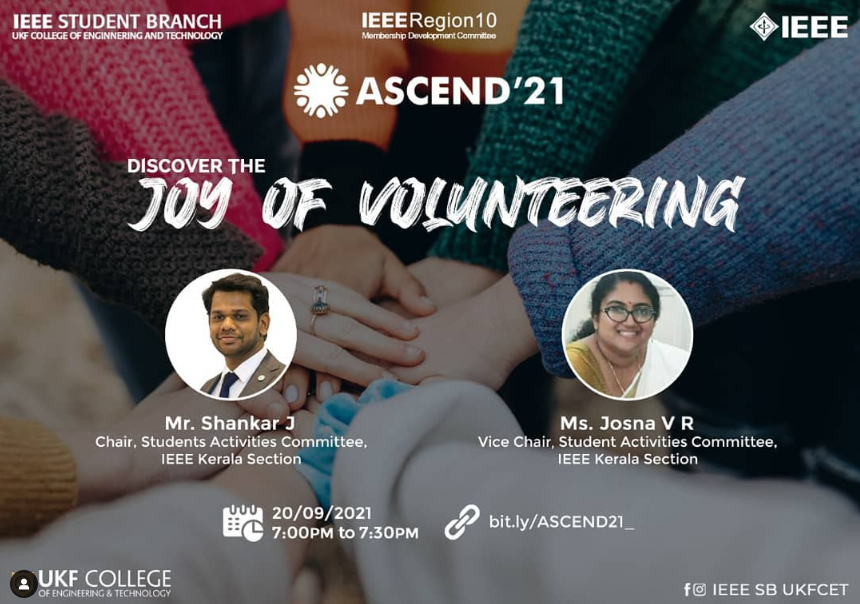 IEEE STUDENT BRANCH
UKF COLLEGE OF ENGINNERING AND TECHNOLOGY
IEEE Region10
Membership Development Committee
IEEE
ASCEND'21
DISCOVER THE
JOY OF VOLUNTEERING
Mr. Shankar J
Chair, Students Activities Committee,
IEEE Kerala Section
Ms. Josna V R
Vice Chair, Student Activities Committee,
IEEE Kerala Section
20/09/2021
7:00PM to 7:30PM
bit.ly/ASCEND21_
UKF COLLEGE
OF ENGINEERING & TECHNOLOGY
IEEE SB UKFCET